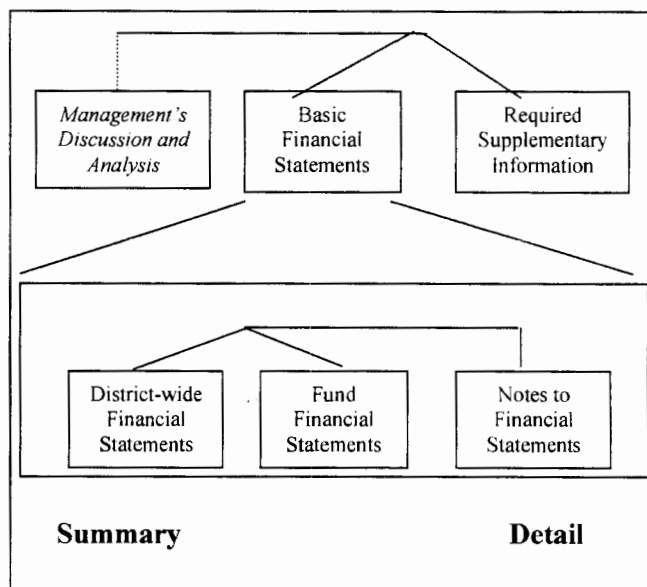 Management's
Discussion and
Analysis
Basic
Financial
Statements
Required
Supplementary
Information
District-wide
Financial
Statements
Fund
Financial
Statements
Notes to
Financial
Statements
Summary
Detail